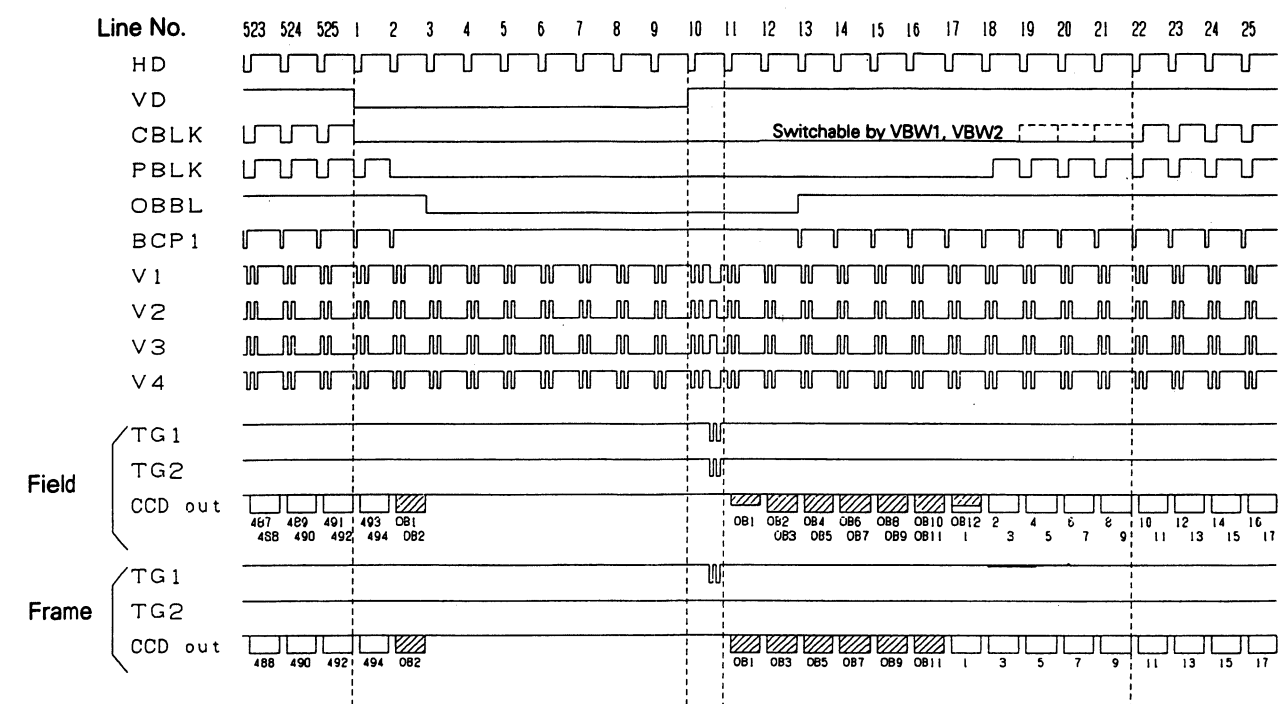 Line No. 523 524 525 1 2 3 4 5 6 7 8 9 10 11 12 13 14 15 16 17 18 19 20 21 22 23 24 25
HD
VD
CBLK Switchable by VBW1, VBW2
PBLK
OBBL
BCP1
V1
V2
V3
V4
Field
TG1
TG2
CCD out
487 489 491 493 OB1 OB1 OB2 OB4 OB6 OB8 OB10 OB12 2 4 6 8 10 12 14 16
488 490 492 494 OB2 OB3 OB5 OB7 OB9 OB11 1 3 5 7 9 11 13 15 17
Frame
TG1
TG2
CCD out
488 490 492 494 OB2 OB1 OB3 OB5 OB7 OB9 OB11 1 3 5 7 9 11 13 15 17